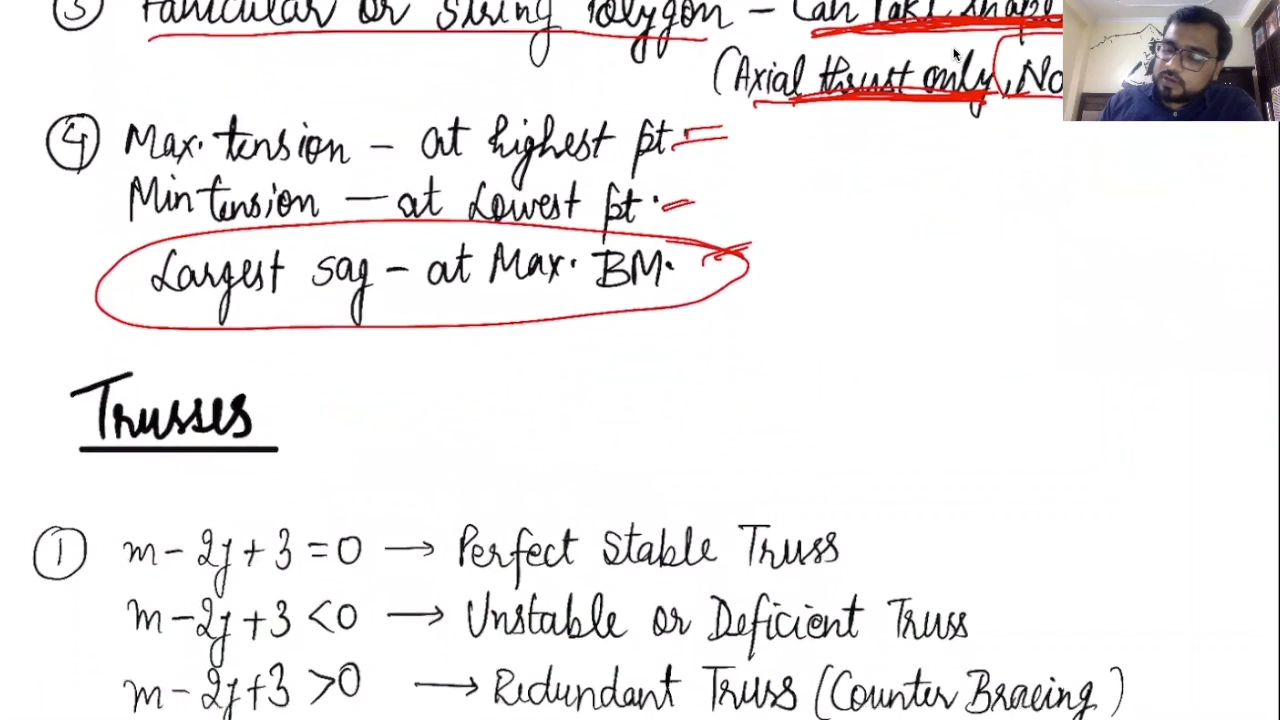 ③ Funicular or String Polygon – Can Take shape
(Axial thrust only, No
④ Max. tension – at highest pt.
Min tension – at Lowest pt.
Largest sag – at Max. BM.
Trusses
① m – 2j + 3 = 0 → Perfect Stable Truss
m – 2j + 3 < 0 → Unstable or Deficient Truss
m – 2j + 3 > 0 → Redundant Truss (Counter Bracing)